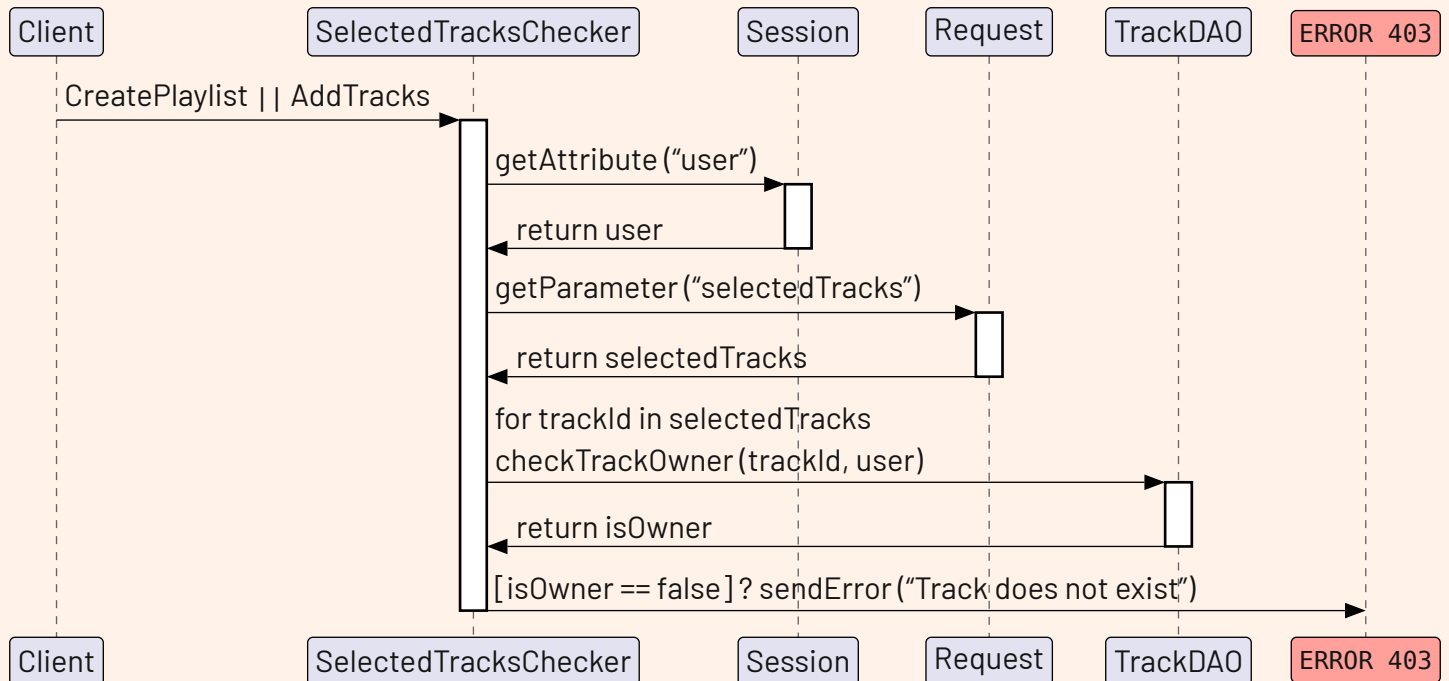 Client
SelectedTracksChecker
Session
Request
TrackDAO
ERROR 403
CreatePlaylist || AddTracks
getAttribute (“user”)
return user
getParameter (“selectedTracks”)
return selectedTracks
for trackId in selectedTracks
checkTrackOwner (trackId, user)
return isOwner
[isOwner == false] ? sendError (“Track does not exist”)
Client
SelectedTracksChecker
Session
Request
TrackDAO
ERROR 403